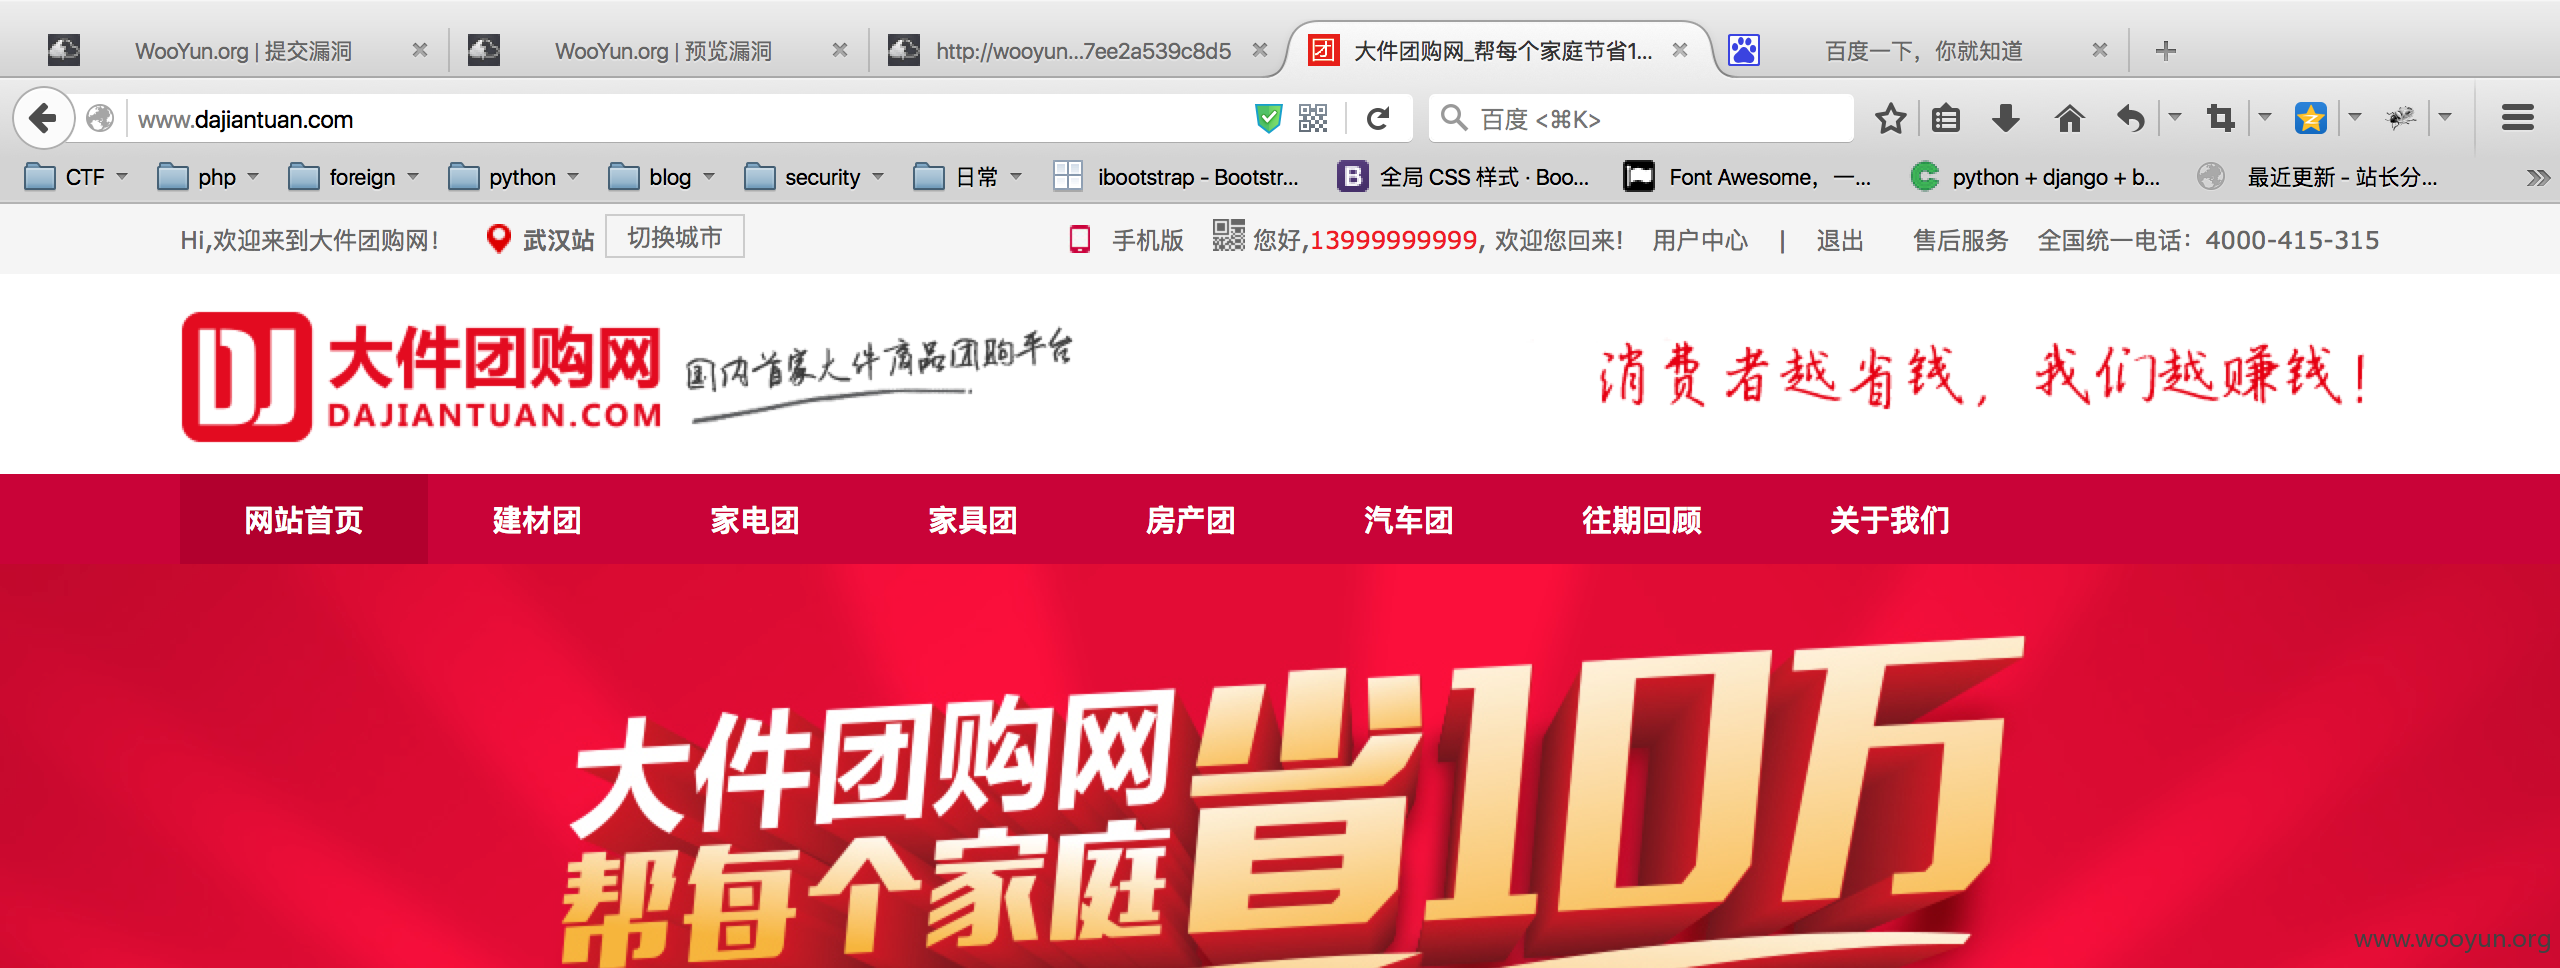 WooYun.org | 提交漏洞
WooYun.org | 预览漏洞
http://wooyun...7ee2a539c8d5
大件团购网_帮每个家庭节省1...
百度一下，你就知道
www.dajiantuan.com
百度 <⌘K>
CTF
php
foreign
python
blog
security
日常
ibootstrap - Bootstr...
全局 CSS 样式 · Boo...
Font Awesome，一...
python + django + b...
最近更新 - 站长分...
Hi,欢迎来到大件团购网！
武汉站
切换城市
手机版
您好,13999999999, 欢迎您回来！
用户中心 | 退出
售后服务
全国统一电话：4000-415-315
DJ
大件团购网
DAJIANTUAN.COM
国内首家大件商品团购平台
消费者越省钱，我们越赚钱！
网站首页
建材团
家电团
家具团
房产团
汽车团
往期回顾
关于我们
大件团购网
帮每个家庭
省10万
www.wooyun.org